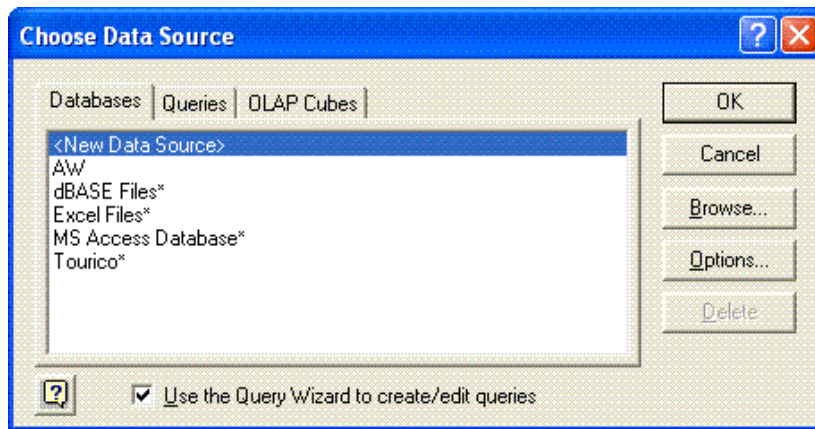 Choose Data Source
Databases Queries OLAP Cubes
<New Data Source>
AW
dBASE Files*
Excel Files*
MS Access Database*
Tourico*
OK
Cancel
Browse...
Options...
Delete
Use the Query Wizard to create/edit queries